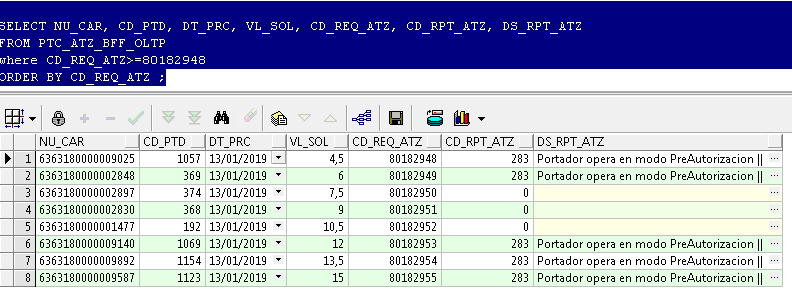 SELECT NU_CAR, CD_PTD, DT_PRC, VL_SOL, CD_REQ_ATZ, CD_RPT_ATZ, DS_RPT_ATZ
FROM PTC_ATZ_BFF_OLTP
where CD_REQ_ATZ>=80182948
ORDER BY CD_REQ_ATZ ;
NU_CAR CD_PTD DT_PRC VL_SOL CD_REQ_ATZ CD_RPT_ATZ DS_RPT_ATZ
1 6363180000009025 1057 13/01/2019 4,5 80182948 283 Portador opera en modo PreAutorizacion || ...
2 6363180000002848 369 13/01/2019 6 80182949 283 Portador opera en modo PreAutorizacion || ...
3 6363180000002897 374 13/01/2019 7,5 80182950 0 ...
4 6363180000002830 368 13/01/2019 9 80182951 0 ...
5 6363180000001477 192 13/01/2019 10,5 80182952 0 ...
6 6363180000009140 1069 13/01/2019 12 80182953 283 Portador opera en modo PreAutorizacion || ...
7 6363180000009892 1154 13/01/2019 13,5 80182954 283 Portador opera en modo PreAutorizacion || ...
8 6363180000009587 1123 13/01/2019 15 80182955 283 Portador opera en modo PreAutorizacion || ...